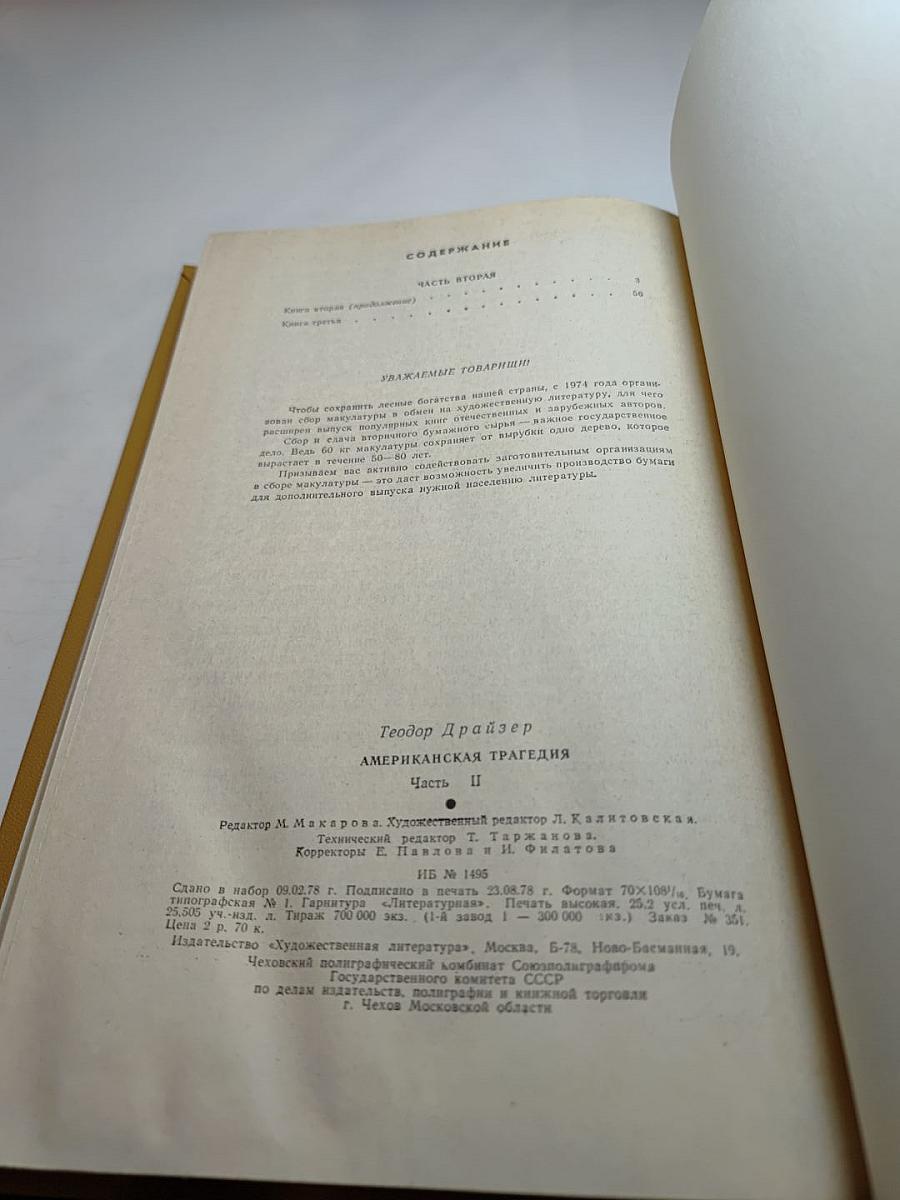 СОДЕРЖАНИЕ
ЧАСТЬ ВТОРАЯ
Книга вторая (продолжение) . . . . . . . . . . . . 3
Книга третья . . . . . . . . . . . . . . 56
УВАЖАЕМЫЕ ТОВАРИЩИ!
Чтобы сохранить лесные богатства нашей страны, с 1974 года органи-
зован сбор макулатуры в обмен на художественную литературу, для чего
расширен выпуск популярных книг отечественных и зарубежных авторов.
Сбор и сдача вторичного бумажного сырья — важное государственное
дело. Ведь 60 кг макулатуры сохраняет от вырубки одно дерево, которое
вырастает в течение 50—80 лет.
Призываем вас активно содействовать заготовительным организациям
в сборе макулатуры — это даст возможность увеличить производство бумаги
для дополнительного выпуска нужной населению литературы.
Теодор Драйзер
АМЕРИКАНСКАЯ ТРАГЕДИЯ
Часть II
Редактор М. Макарова. Художественный редактор Л. Калитовская.
Технический редактор Т. Таржанова.
Корректоры Е. Павлова и И. Филатова
ИБ № 1495
Сдано в набор 09.02.78 г. Подписано в печать 23.08.78 г. Формат 70×108¹/₁₆. Бумага
типографская № 1. Гарнитура «Литературная». Печать высокая. 25,2 усл. печ. л.
25,505 уч.-изд. л. Тираж 700 000 экз. (1-й завод 1 — 300 000 экз.) Заказ № 351.
Цена 2 р. 70 к.
Издательство «Художественная литература», Москва, Б-78, Ново-Басманная, 19.
Чеховский полиграфический комбинат Союзполиграфпрома
Государственного комитета СССР
по делам издательств, полиграфии и книжной торговли
г. Чехов Московской области